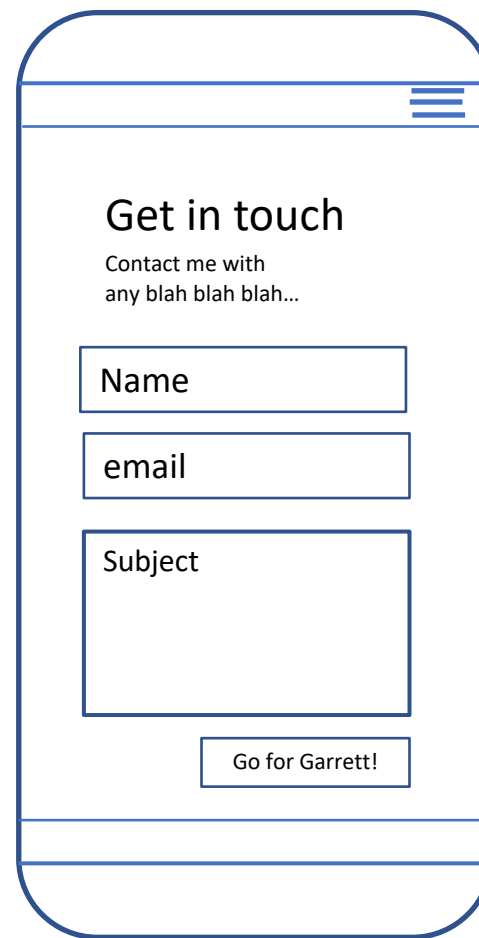 Get in touch
Contact me with
any blah blah blah...
Name
email
Subject
Go for Garrett!